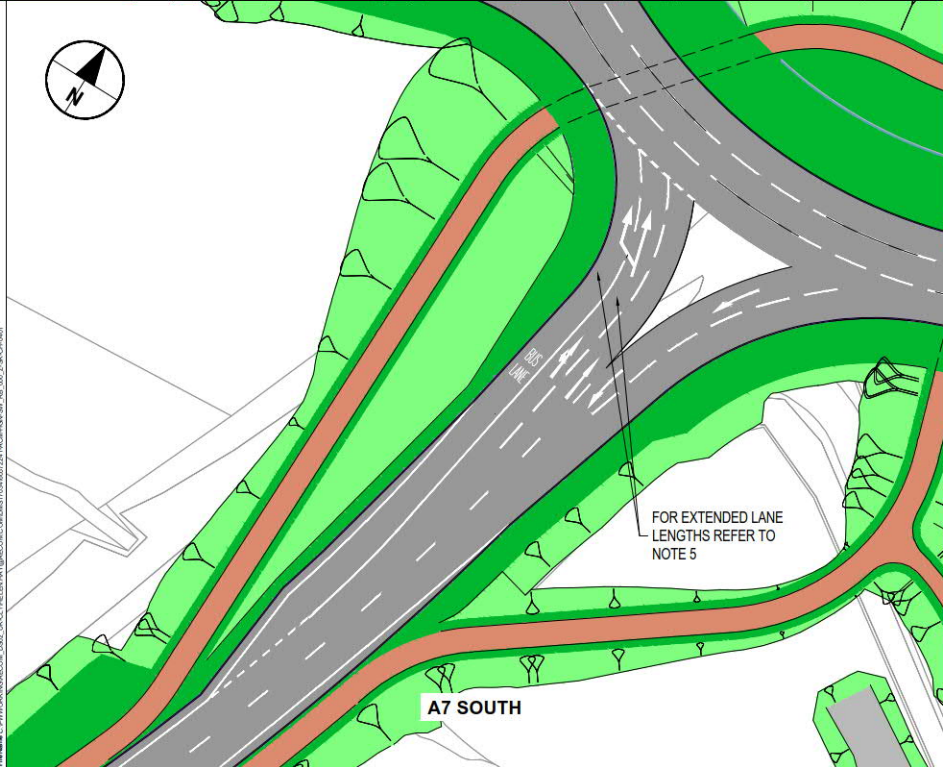 N
BUS
LANE
FOR EXTENDED LANE
LENGTHS REFER TO
NOTE 5
A7 SOUTH